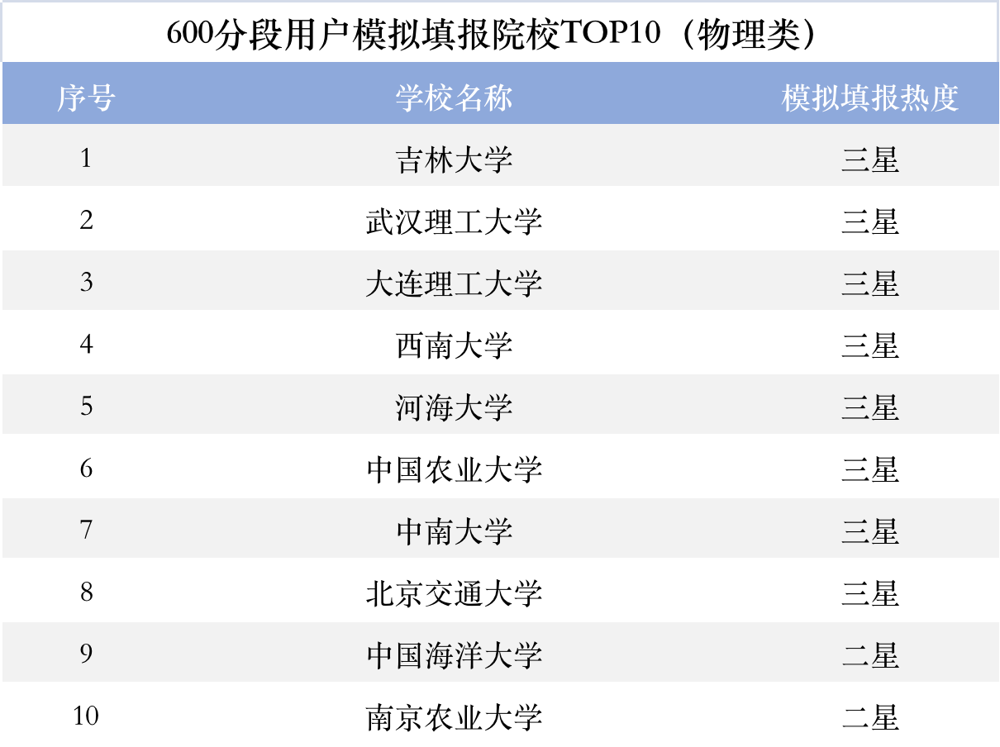 600分段用户模拟填报院校TOP10（物理类）
序号 学校名称 模拟填报热度
1 吉林大学 三星
2 武汉理工大学 三星
3 大连理工大学 三星
4 西南大学 三星
5 河海大学 三星
6 中国农业大学 三星
7 中南大学 三星
8 北京交通大学 三星
9 中国海洋大学 二星
10 南京农业大学 二星